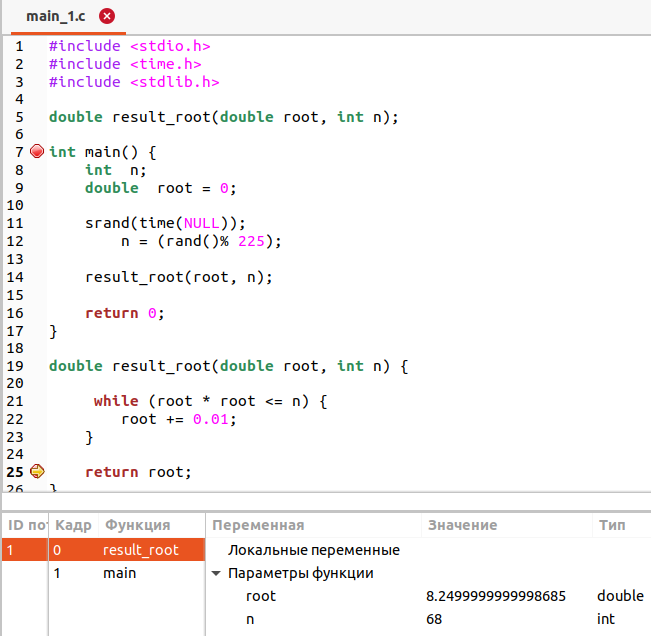 main_1.c
1 #include <stdio.h>
2 #include <time.h>
3 #include <stdlib.h>
4
5 double result_root(double root, int n);
6
7 int main() {
8     int  n;
9     double  root = 0;
10
11     srand(time(NULL));
12         n = (rand()% 225);
13
14     result_root(root, n);
15
16     return 0;
17 }
18
19 double result_root(double root, int n) {
20
21      while (root * root <= n) {
22         root += 0.01;
23     }
24
25     return root;
26 }
ID по Кадр Функция Переменная Значение Тип
1 0 result_root Локальные переменные
1 main Параметры функции
root 8.2499999999998685 double
n 68 int